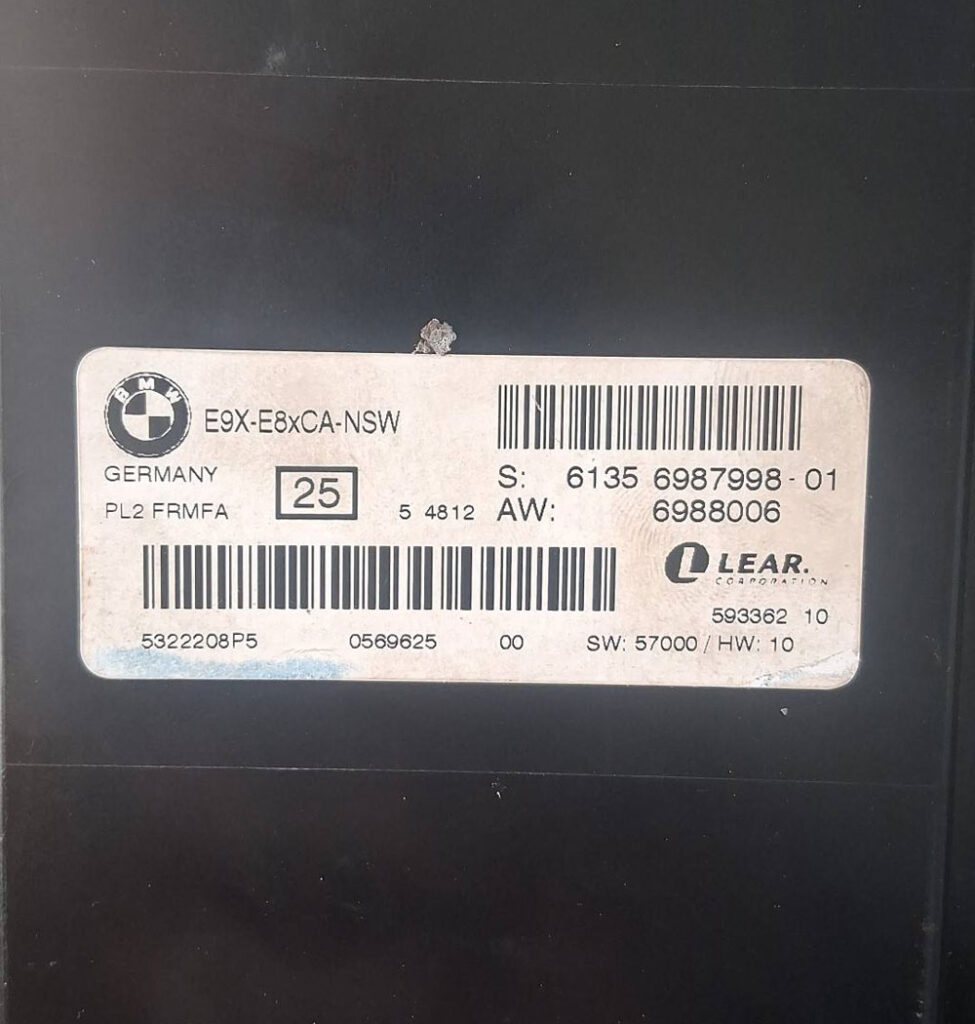 BMW
E9X-E8xCA-NSW
GERMANY
PL2 FRMFA
25
5 4812
S: 6135 6987998-01
AW: 6988006
L LEAR.
CORPORATION
593362 10
5322208P5 0569625 00 SW: 57000 / HW: 10